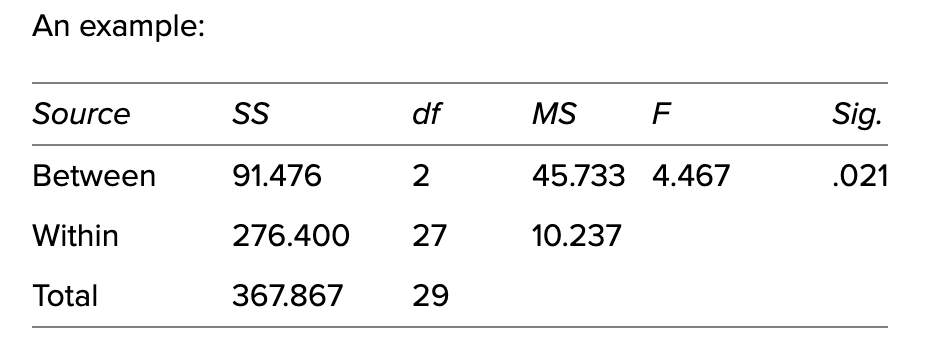 An example:
Source SS df MS F Sig.
Between 91.476 2 45.733 4.467 .021
Within 276.400 27 10.237
Total 367.867 29